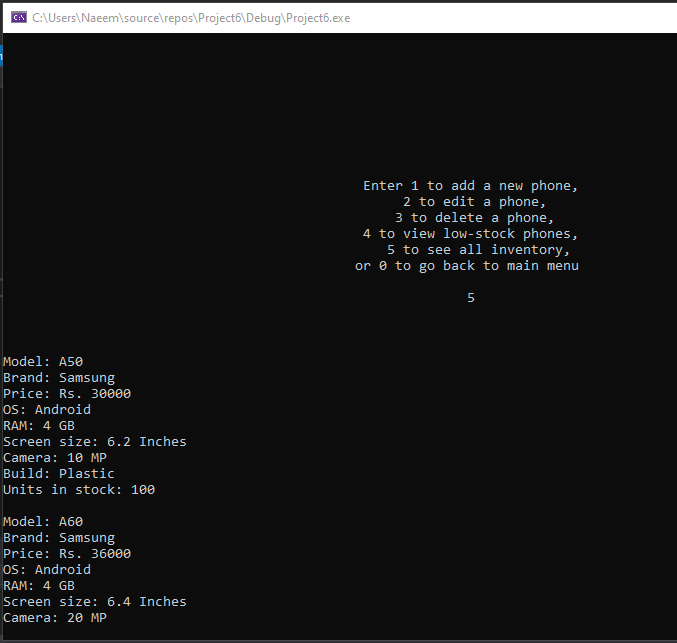 C:\Users\Naeem\source\repos\Project6\Debug\Project6.exe
Enter 1 to add a new phone,
2 to edit a phone,
3 to delete a phone,
4 to view low-stock phones,
5 to see all inventory,
or 0 to go back to main menu
5
Model: A50
Brand: Samsung
Price: Rs. 30000
OS: Android
RAM: 4 GB
Screen size: 6.2 Inches
Camera: 10 MP
Build: Plastic
Units in stock: 100
Model: A60
Brand: Samsung
Price: Rs. 36000
OS: Android
RAM: 4 GB
Screen size: 6.4 Inches
Camera: 20 MP